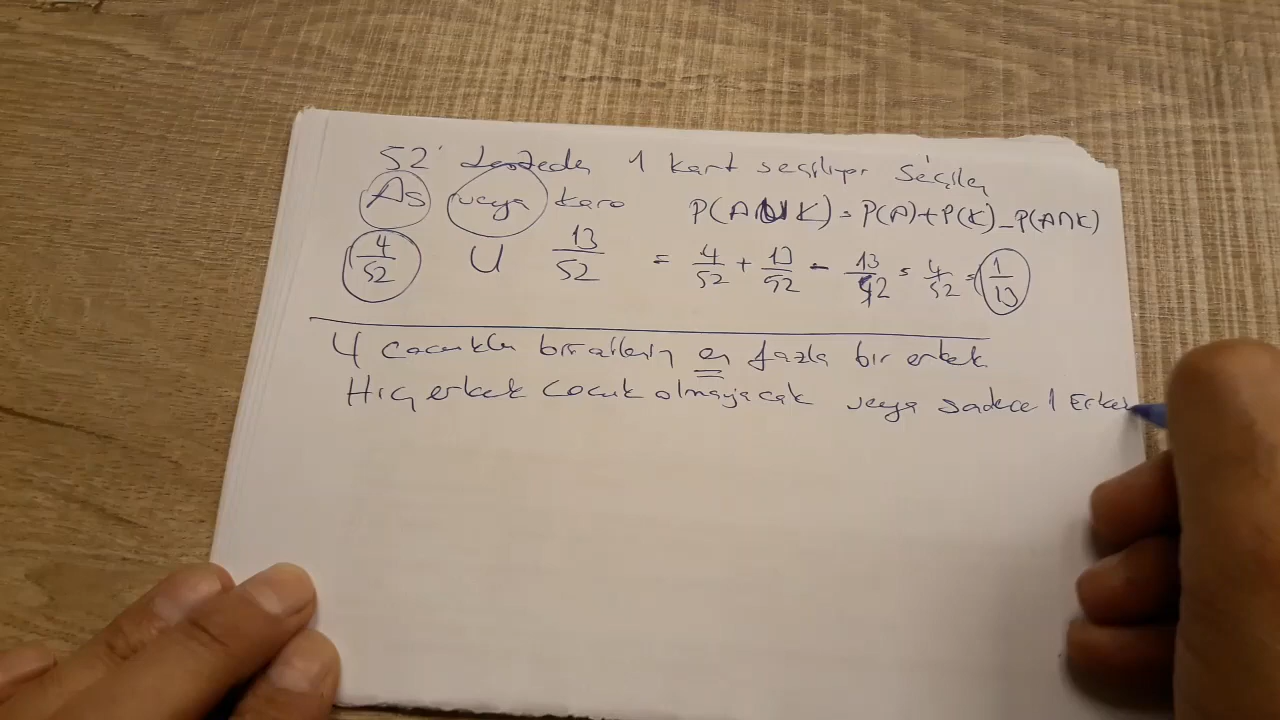 52' destede 1 kart seçiliyor seçilen
As veya karo P(A∪K) = P(A)+P(K)-P(A∩K)
4/52 ∪ 13/52 = 4/52 + 13/52 - 13/52 = 4/52 = 1/13
4 çocuklu bir ailenin en fazla bir erkek
Hiç erkek çocuk olmayacak veya sadece 1 Erkek